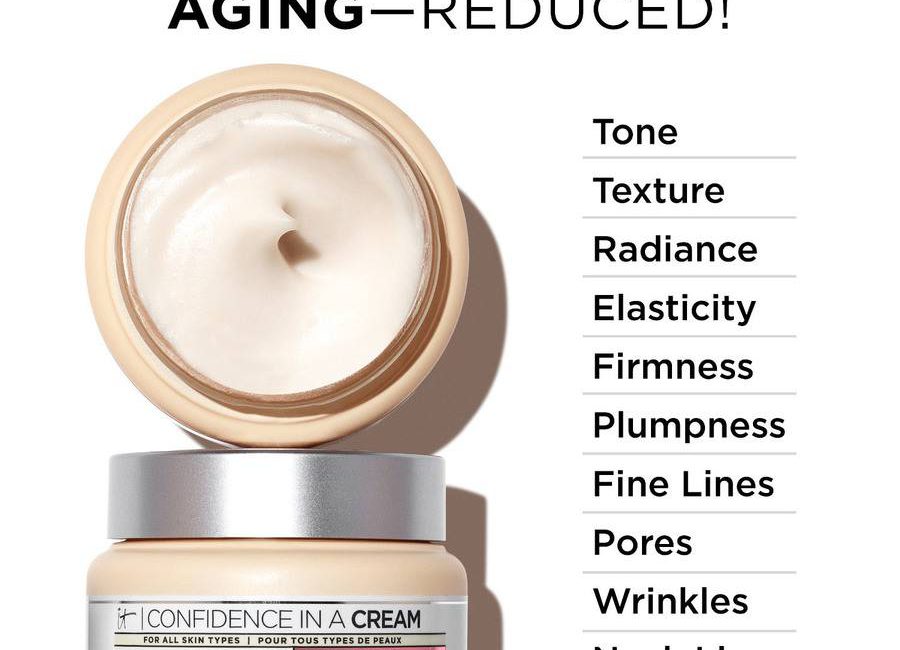 AGING—REDUCED!
Tone
Texture
Radiance
Elasticity
Firmness
Plumpness
Fine Lines
Pores
Wrinkles
it | CONFIDENCE IN A CREAM
FOR ALL SKIN TYPES | POUR TOUS TYPES DE PEAUX